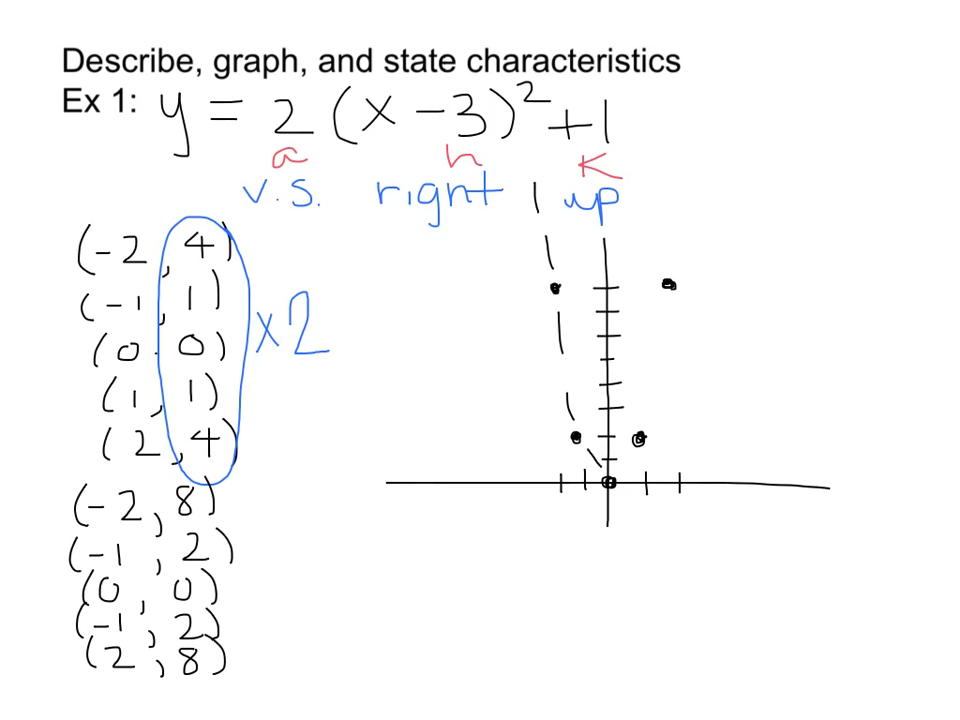 Describe, graph, and state characteristics
Ex 1: y = 2 (x - 3)² + 1
a h K
v.s. right 1 up
(-2, 4)
(-1, 1)
(0, 0)
(1, 1)
(2, 4)
x2
(-2, 8)
(-1, 2)
(0, 0)
(-1, 2)
(2, 8)